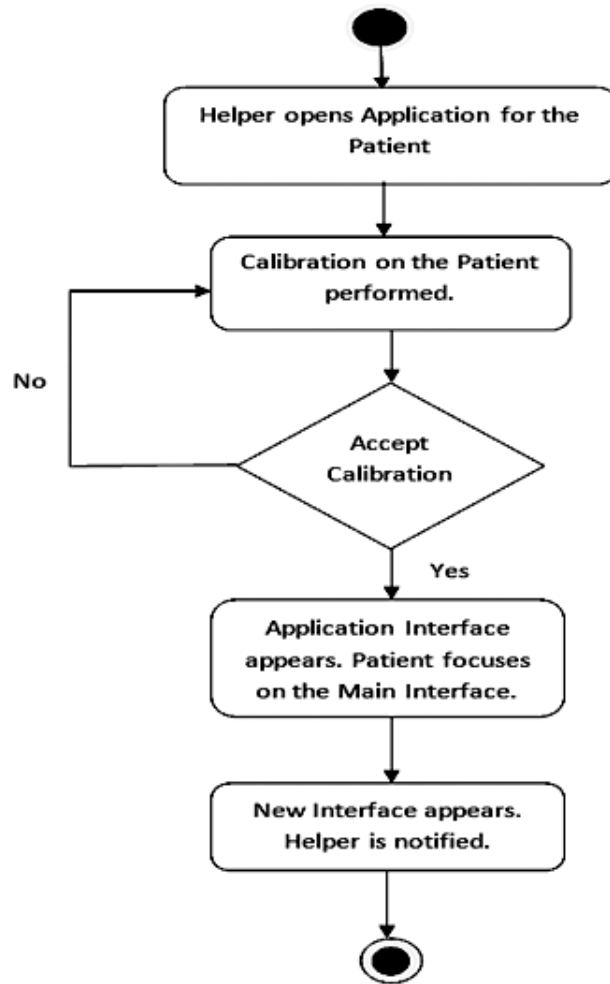 Helper opens Application for the
Patient
Calibration on the Patient
performed.
No
Accept
Calibration
Yes
Application Interface
appears. Patient focuses
on the Main Interface.
New Interface appears.
Helper is notified.